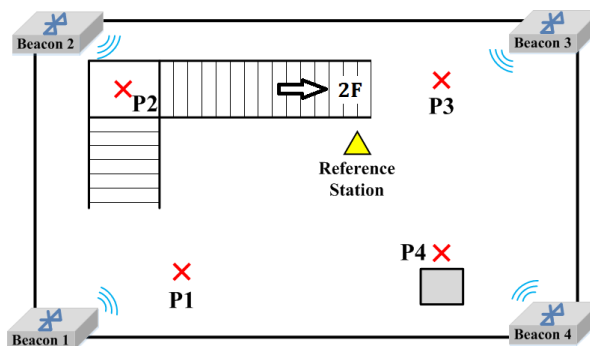 Beacon 2
Beacon 3
P2
2F
P3
Reference
Station
P4
P1
Beacon 1
Beacon 4